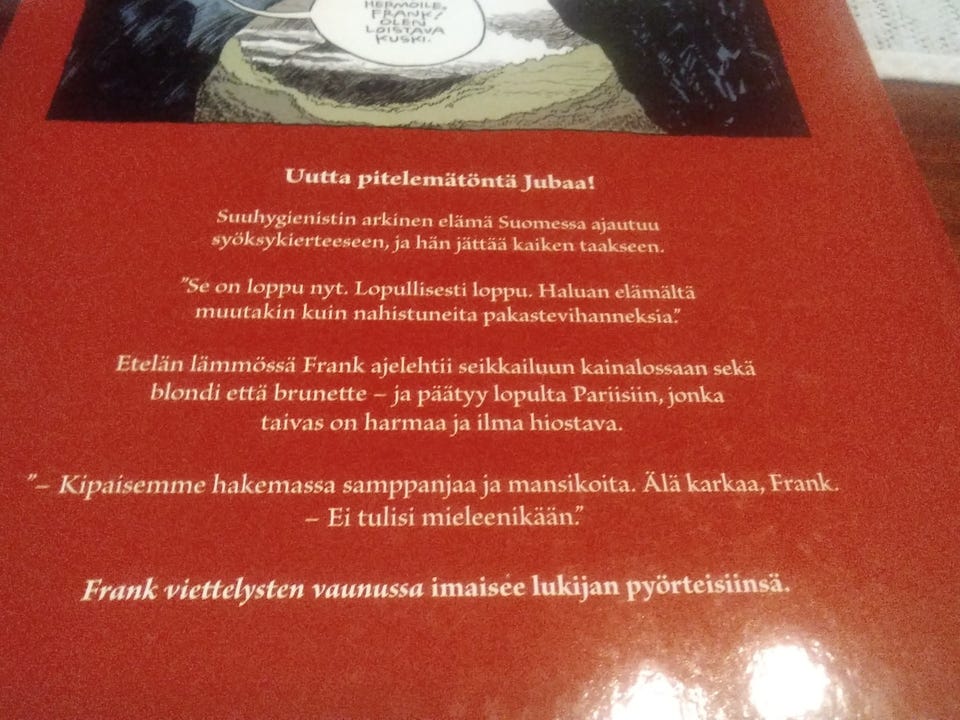 HERMOILE,
FRANK!
OLEN
LOISTAVA
KUSKI.
Uutta pitelemätöntä Jubaa!
Suuhygienistin arkinen elämä Suomessa ajautuu
syöksykierteeseen, ja hän jättää kaiken taakseen.
"Se on loppu nyt. Lopullisesti loppu. Haluan elämältä
muutakin kuin nahistuneita pakastevihanneksia."
Etelän lämmössä Frank ajelehtii seikkailuun kainalossaan sekä
blondi että brunette – ja päätyy lopulta Pariisiin, jonka
taivas on harmaa ja ilma hiostava.
"– Kipaisemme hakemassa samppanjaa ja mansikoita. Älä karkaa, Frank.
– Ei tulisi mieleenikään."
Frank viettelysten vaunussa imaisee lukijan pyörteisiinsä.